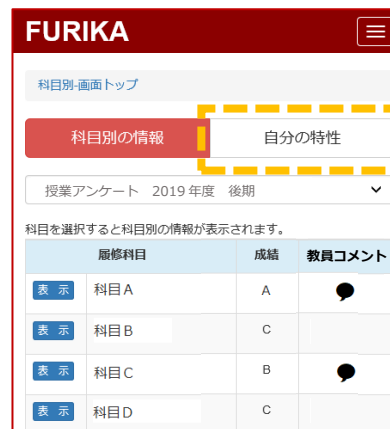 FURIKA
科目別-画面トップ
科目別の情報 自分の特性
授業アンケート 2019年度 後期
科目を選択すると科目別の情報が表示されます。
履修科目 成績 教員コメント
表 示 科目A A
表 示 科目B C
表 示 科目C B
表 示 科目D C